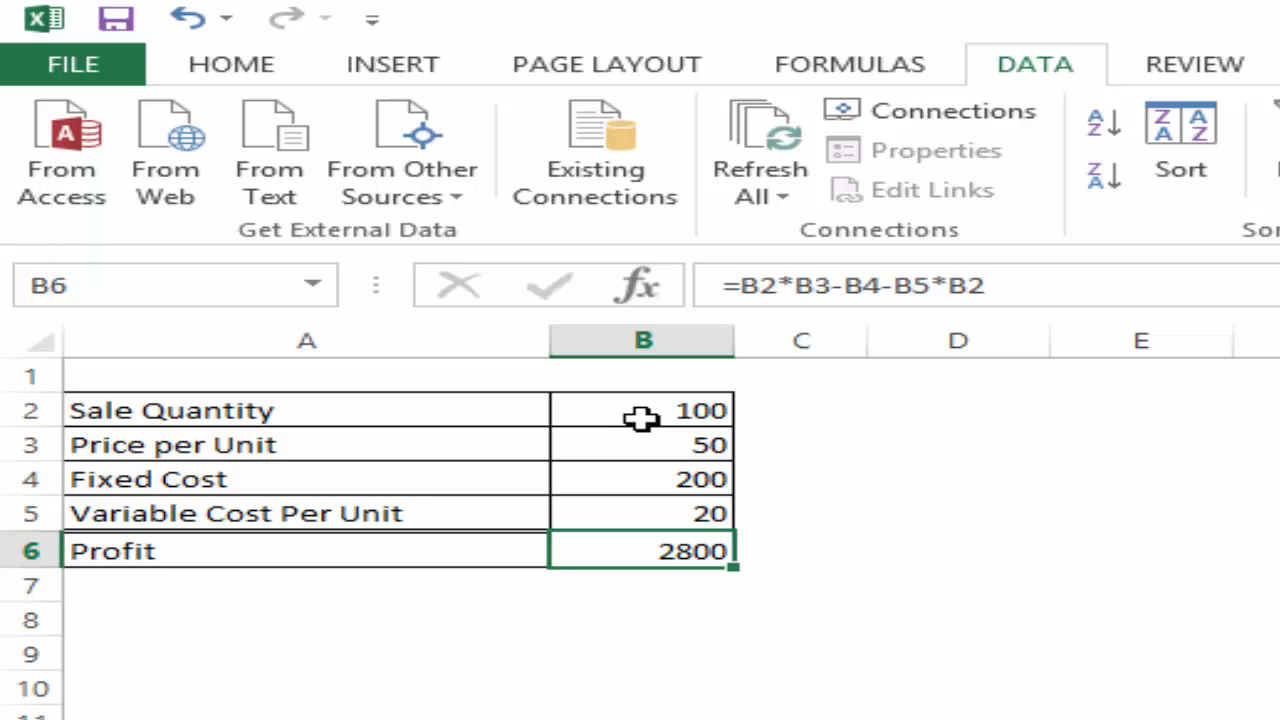 FILE HOME INSERT PAGE LAYOUT FORMULAS DATA REVIEW
From Access
From Web
From Text
From Other Sources
Existing Connections
Refresh All
Connections
Properties
Edit Links
Sort
Get External Data
Connections
B6
fx
=B2*B3-B4-B5*B2
A B C D E
1
2 Sale Quantity 100
3 Price per Unit 50
4 Fixed Cost 200
5 Variable Cost Per Unit 20
6 Profit 2800
7
8
9
10